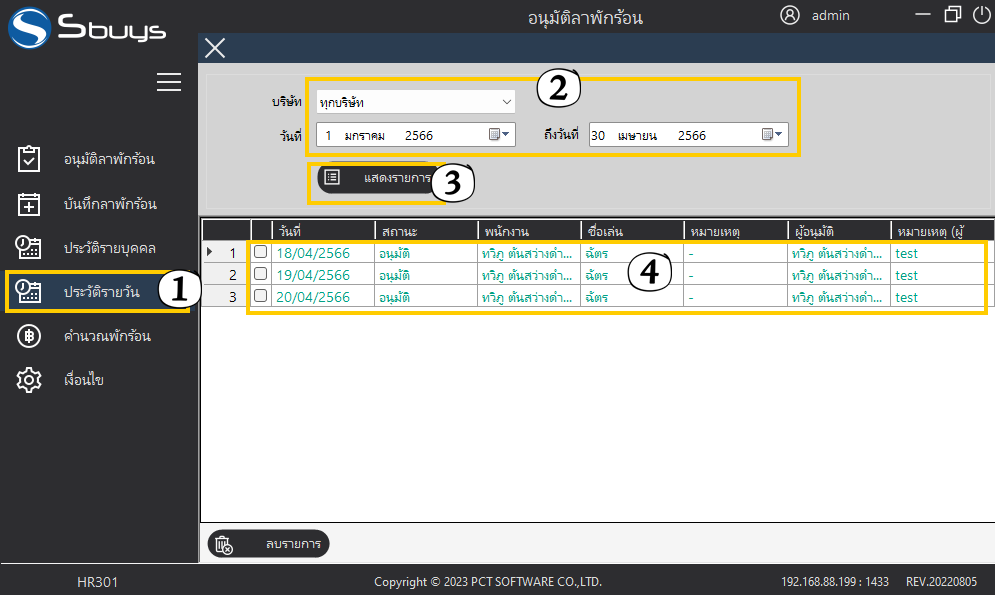 Sbuys
อนุมัติลาพักร้อน
admin
บริษัท ทุกบริษัท
2
วันที่ 1 มกราคม 2566 ถึงวันที่ 30 เมษายน 2566
แสดงรายการ
3
อนุมัติลาพักร้อน
บันทึกลาพักร้อน
ประวัติรายบุคคล
ประวัติรายวัน
1
คำนวณพักร้อน
เงื่อนไข
วันที่ สถานะ พนักงาน ชื่อเล่น หมายเหตุ ผู้อนุมัติ หมายเหตุ (ผู้
1 18/04/2566 อนุมัติ ทวิภู ตันสว่างดำ... ฉัตร - ทวิภู ตันสว่างดำ... test
2 19/04/2566 อนุมัติ ทวิภู ตันสว่างดำ... ฉัตร - ทวิภู ตันสว่างดำ... test
3 20/04/2566 อนุมัติ ทวิภู ตันสว่างดำ... ฉัตร - ทวิภู ตันสว่างดำ... test
4
ลบรายการ
HR301 Copyright © 2023 PCT SOFTWARE CO.,LTD. 192.168.88.199 : 1433 REV.20220805